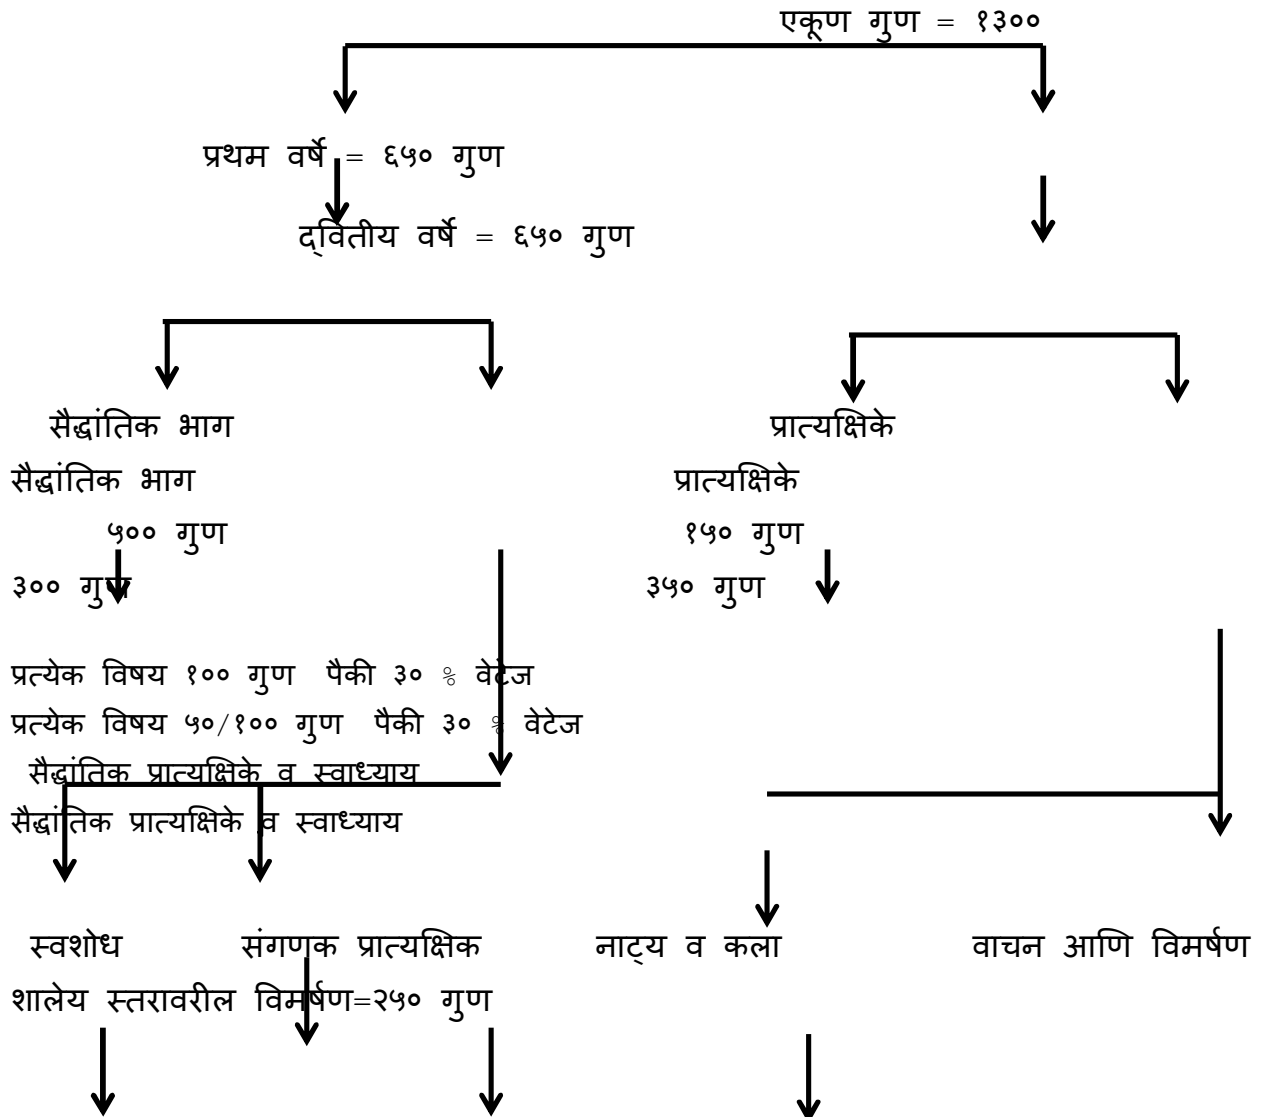 एकूण गुण = १३००
प्रथम वर्षे = ६५० गुण
द्वितीय वर्षे = ६५० गुण
सैद्धांतिक भाग प्रात्यक्षिके
सैद्धांतिक भाग प्रात्यक्षिके
५०० गुण १५० गुण
३०० गुण ३५० गुण
प्रत्येक विषय १०० गुण पैकी ३० % वेटेज
प्रत्येक विषय ५०/१०० गुण पैकी ३० % वेटेज
सैद्धांतिक प्रात्यक्षिके व स्वाध्याय
सैद्धांतिक प्रात्यक्षिके व स्वाध्याय
स्वशोध संगणक प्रात्यक्षिक नाट्य व कला वाचन आणि विमर्षण
शालेय स्तरावरील विमर्षण=२५० गुण